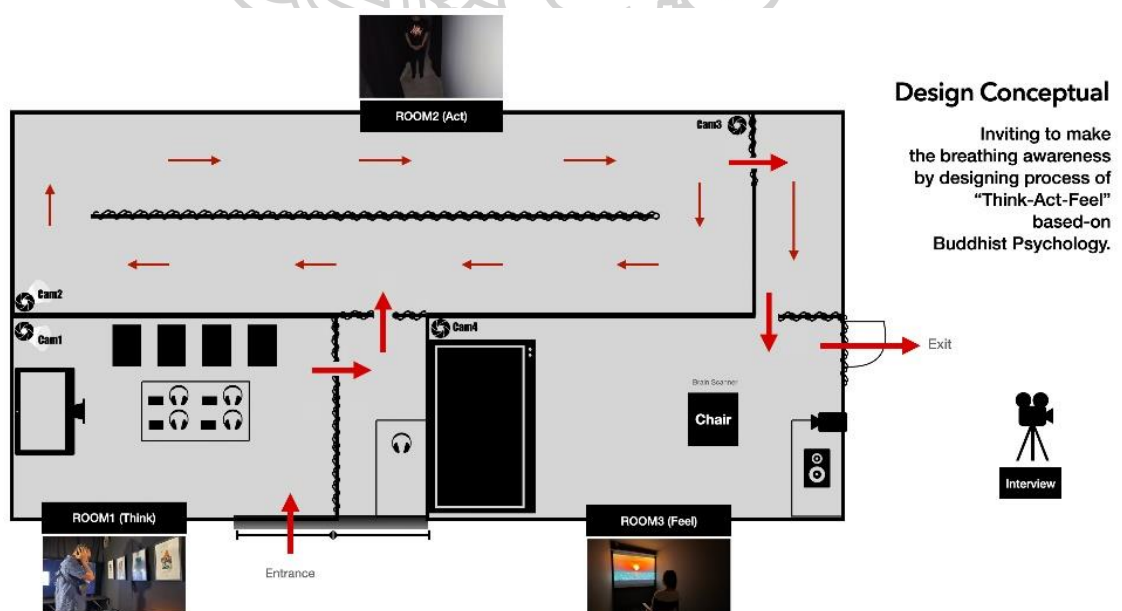 ROOM2 (Act)
Design Conceptual
Inviting to make
the breathing awareness
by designing process of
“Think-Act-Feel”
based-on
Buddhist Psychology.
Cam3
Cam2
Cam1
Cam4
Exit
Brain Scanner
Chair
Interview
ROOM1 (Think)
Entrance
ROOM3 (Feel)